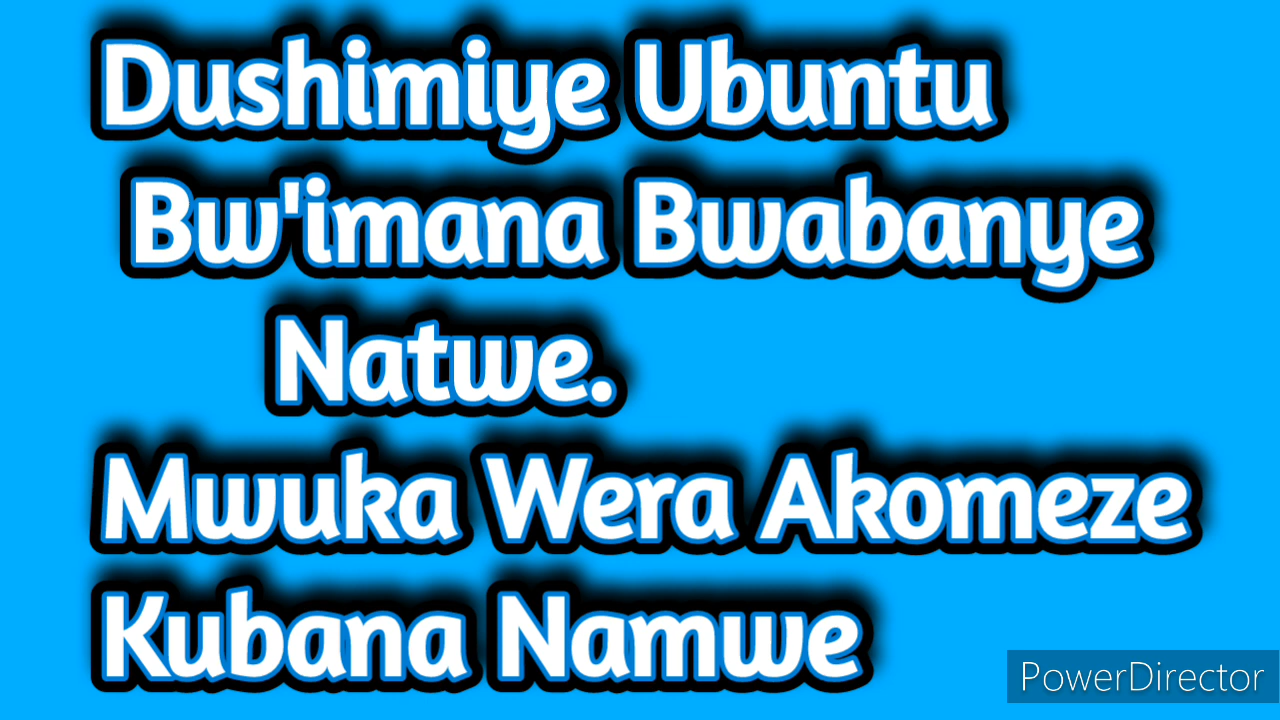 Dushimiye Ubuntu
Bw'imana Bwabanye
Natwe.
Mwuka Wera Akomeze
Kubana Namwe
PowerDirector